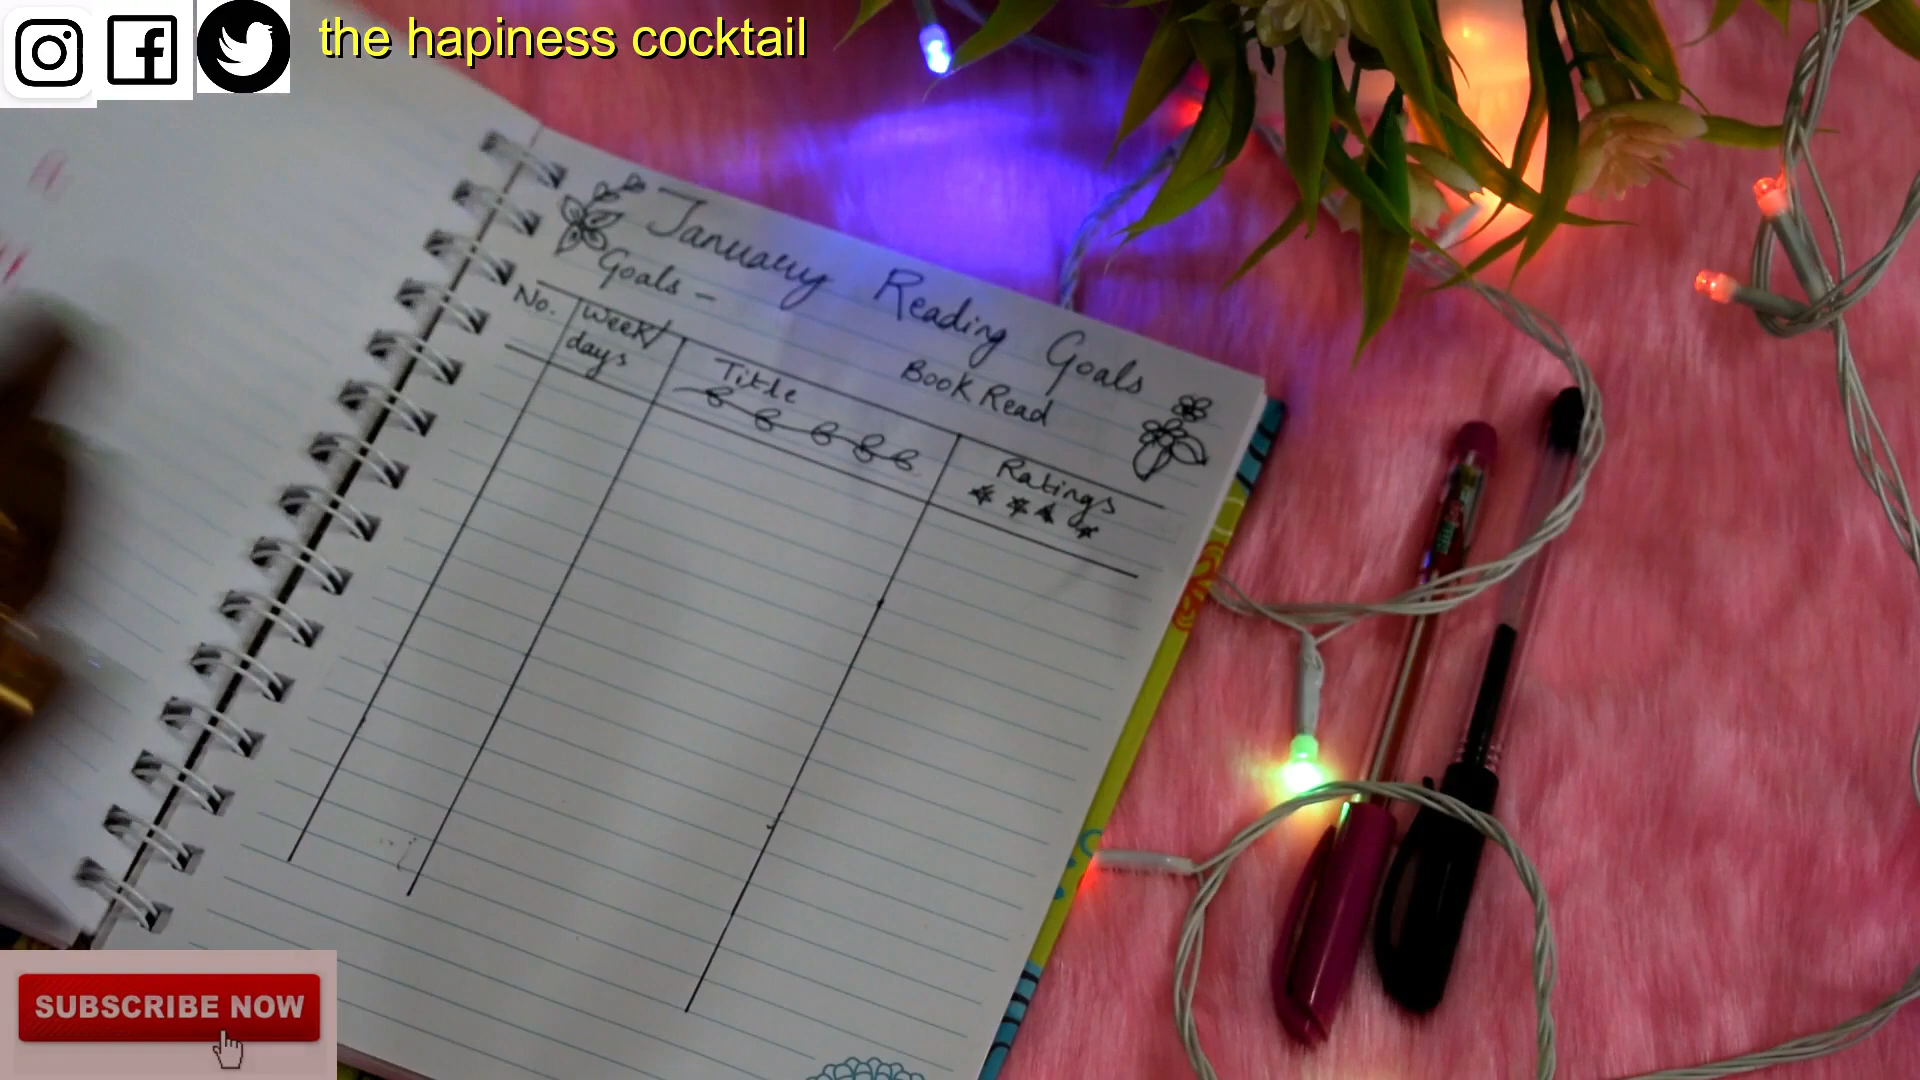 the hapiness cocktail
January Reading Goals
Goals –
Book Read
No.
Week/
days
Title
Ratings
SUBSCRIBE NOW